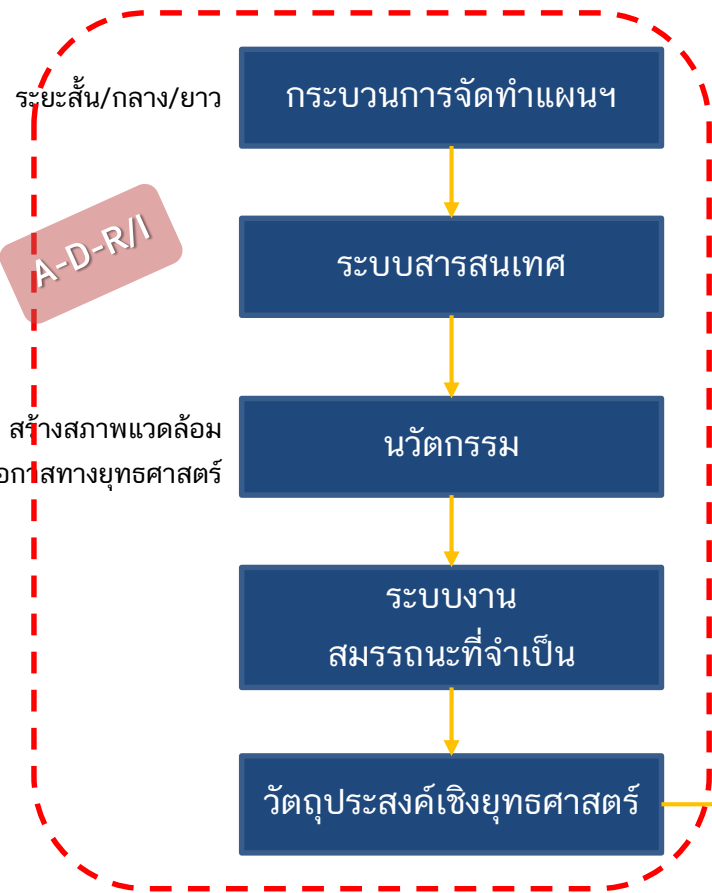 ระยะสั้น/กลาง/ยาว
กระบวนการจัดทำแผนฯ
A-D-R/I
ระบบสารสนเทศ
สร้างสภาพแวดล้อม
นวัตกรรม
อกาสทางยุทธศาสตร์
ระบบงาน
สมรรถนะที่จำเป็น
วัตถุประสงค์เชิงยุทธศาสตร์